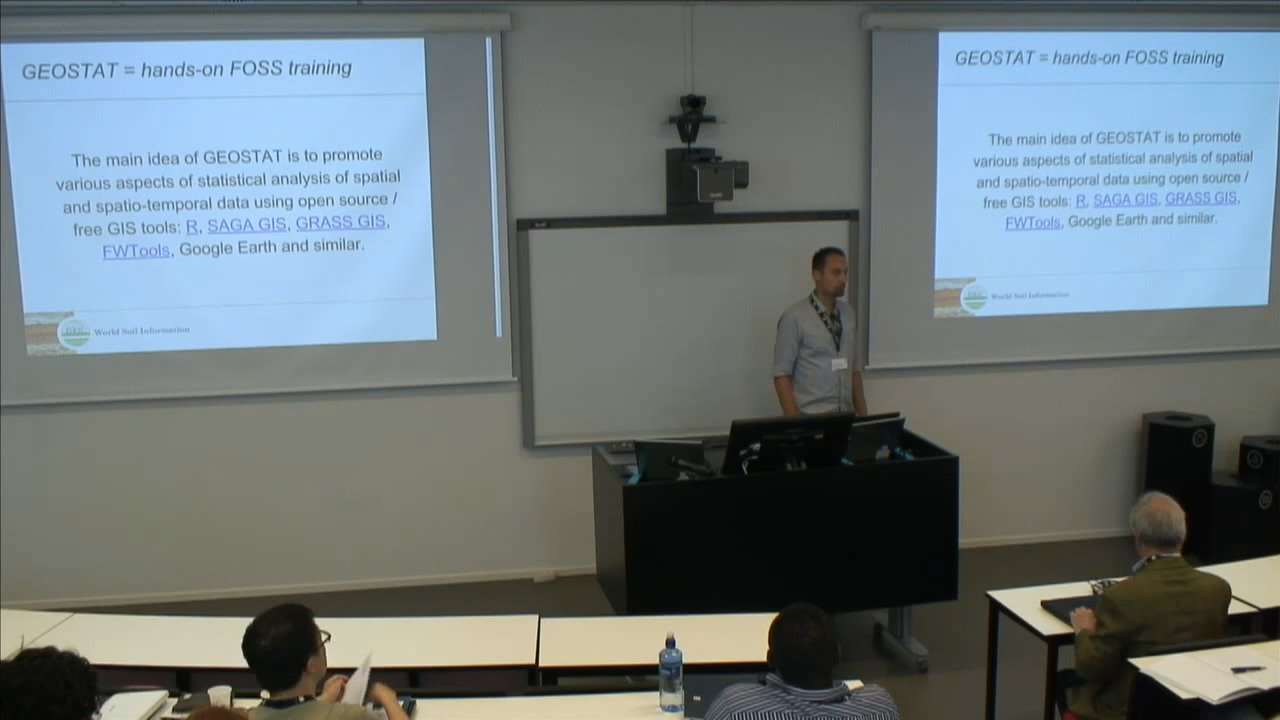 GEOSTAT = hands-on FOSS training
The main idea of GEOSTAT is to promote
various aspects of statistical analysis of spatial
and spatio-temporal data using open source /
free GIS tools: R, SAGA GIS, GRASS GIS,
FWTools, Google Earth and similar.
World Soil Information
GEOSTAT = hands-on FOSS training
The main idea of GEOSTAT is to promote
various aspects of statistical analysis of spatial
and spatio-temporal data using open source /
free GIS tools: R, SAGA GIS, GRASS GIS,
FWTools, Google Earth and similar.
World Soil Information